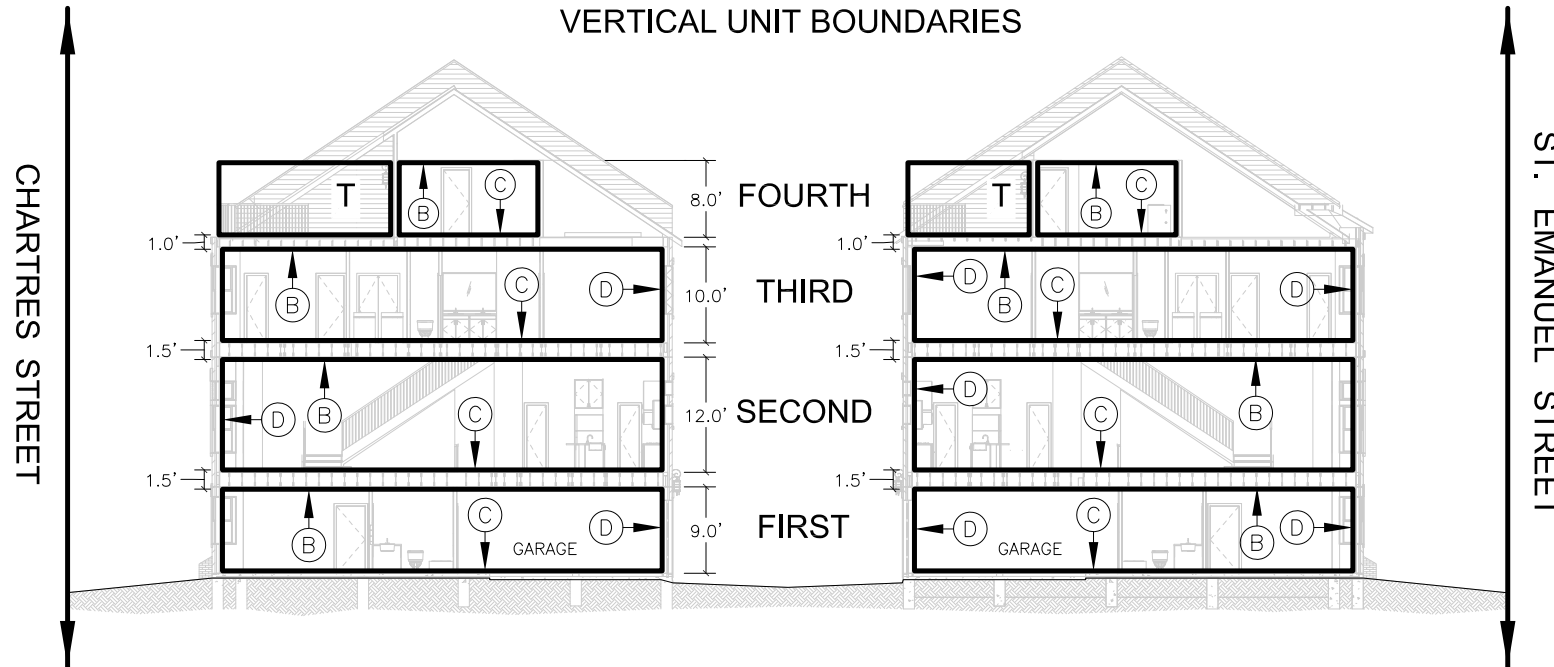 VERTICAL UNIT BOUNDARIES
CHARTRES STREET
ST. EMANUEL STREET
T
B
C
8.0'
FOURTH
T
B
C
1.0'
1.0'
B
C
D
10.0'
THIRD
D
B
C
D
1.5'
1.5'
D
B
C
12.0'
SECOND
D
C
B
1.5'
1.5'
B
C
GARAGE
D
9.0'
FIRST
D
GARAGE
C
B
D